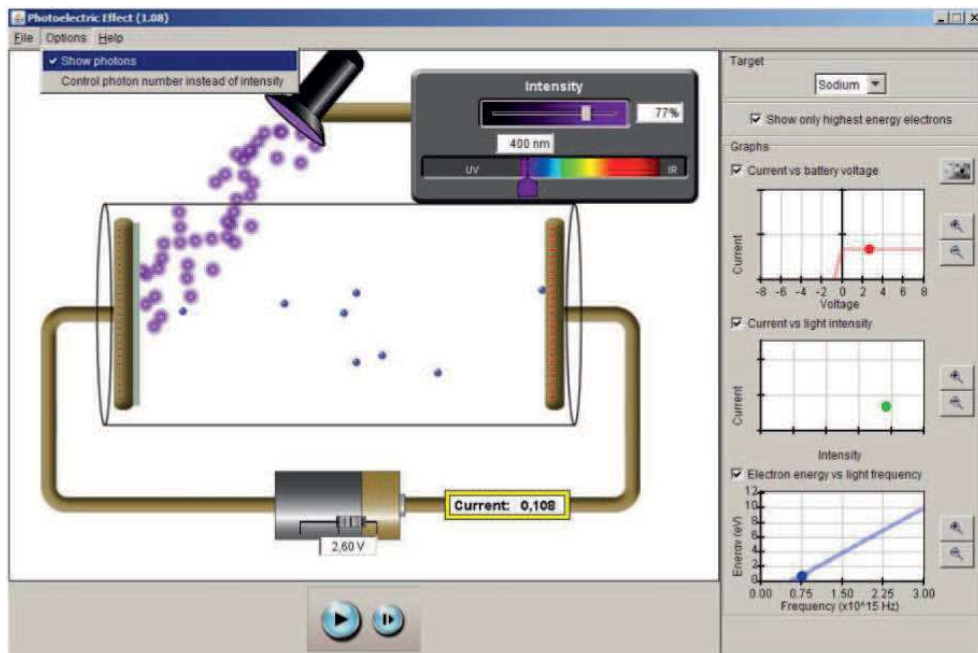 Photoelectric Effect (1.08)
File Options Help
✓ Show photons
Control photon number instead of intensity
Intensity
77%
400 nm
UV
IR
Current: 0,108
2,60 V
Target
Sodium
Show only highest energy electrons
Graphs
Current vs battery voltage
Current
-8 -6 -4 -2 0 2 4 6 8
Voltage
Current vs light intensity
Current
Intensity
Electron energy vs light frequency
Energy (eV)
12
10
8
6
4
2
0
0.00 0.75 1.50 2.25 3.00
Frequency (x10^15 Hz)